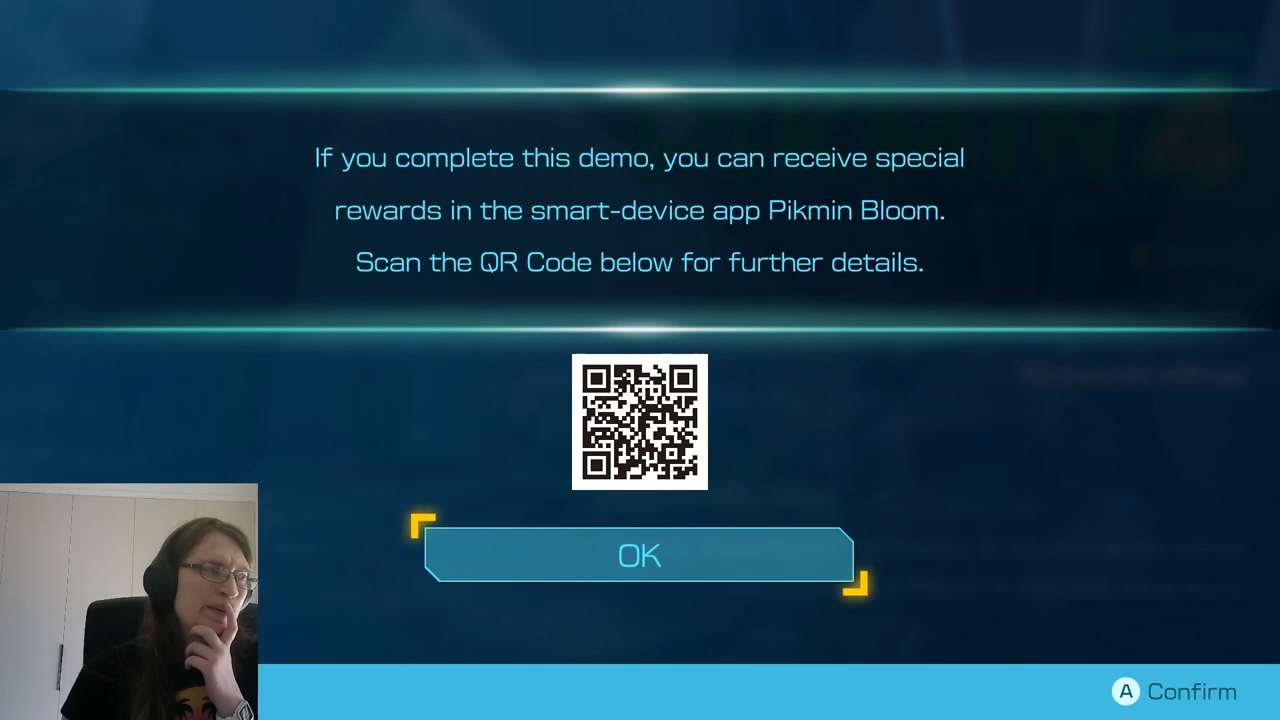 If you complete this demo, you can receive special
rewards in the smart-device app Pikmin Bloom.
Scan the QR Code below for further details.
OK
A Confirm